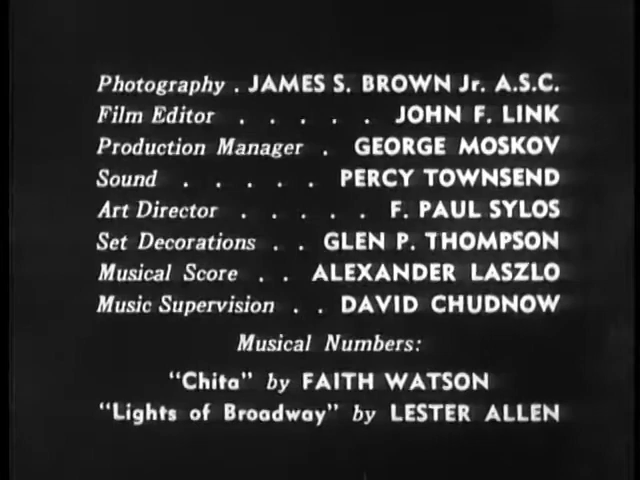 Photography . JAMES S. BROWN Jr. A.S.C.
Film Editor . . . . . JOHN F. LINK
Production Manager . GEORGE MOSKOV
Sound . . . . . PERCY TOWNSEND
Art Director . . . . . F. PAUL SYLOS
Set Decorations . . GLEN P. THOMPSON
Musical Score . . ALEXANDER LASZLO
Music Supervision . . DAVID CHUDNOW
Musical Numbers:
"Chita" by FAITH WATSON
"Lights of Broadway" by LESTER ALLEN